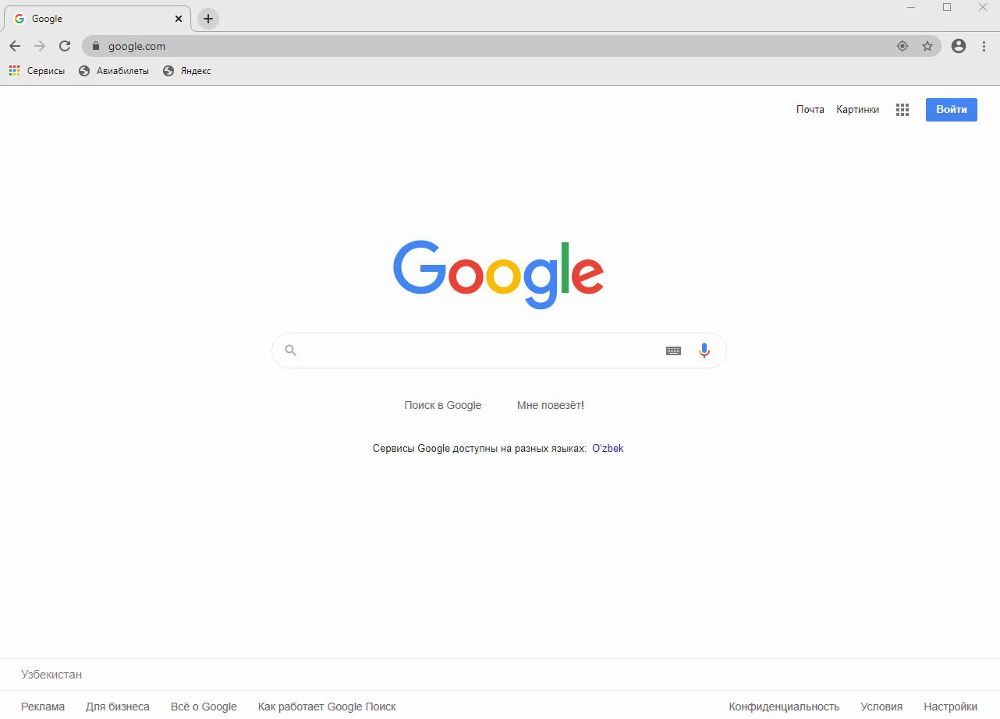 Google
google.com
Сервисы Авиабилеты Яндекс
Почта Картинки Войти
Google
Поиск в Google Мне повезёт!
Сервисы Google доступны на разных языках: O'zbek
Узбекистан
Реклама Для бизнеса Всё о Google Как работает Google Поиск Конфиденциальность Условия Настройки